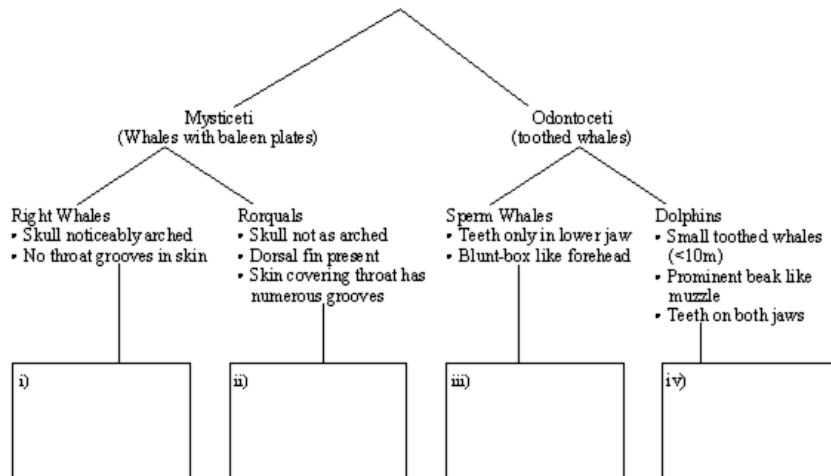 Mysticeti
(Whales with baleen plates)
Odontoceti
(toothed whales)
Right Whales
• Skull noticeably arched
• No throat grooves in skin
Rorquals
• Skull not as arched
• Dorsal fin present
• Skin covering throat has
numerous grooves
Sperm Whales
• Teeth only in lower jaw
• Blunt-box like forehead
Dolphins
• Small toothed whales
(<10m)
• Prominent beak like
muzzle
• Teeth on both jaws
i)
ii)
iii)
iv)